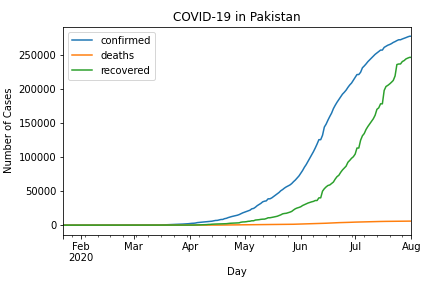 COVID-19 in Pakistan
confirmed
deaths
recovered
Number of Cases
250000
200000
150000
100000
50000
0
Feb Mar Apr May Jun Jul Aug
2020
Day